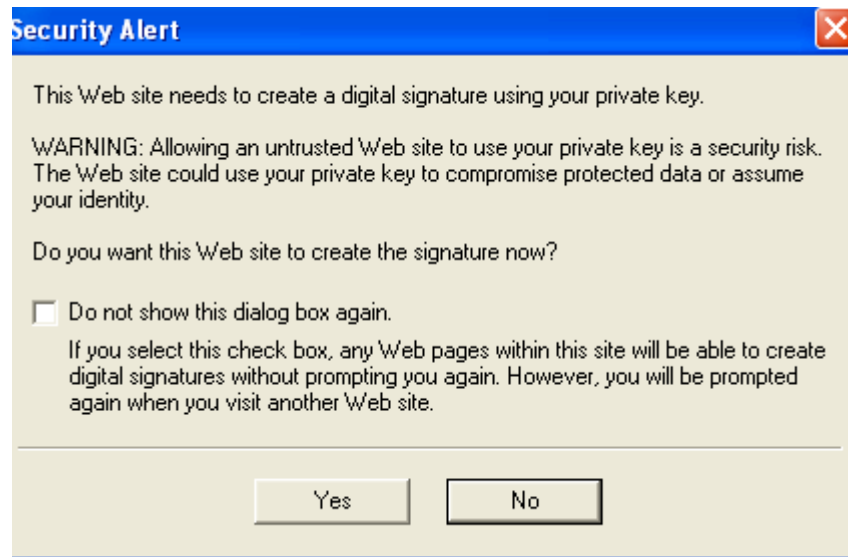 Security Alert
This Web site needs to create a digital signature using your private key.
WARNING: Allowing an untrusted Web site to use your private key is a security risk.
The Web site could use your private key to compromise protected data or assume
your identity.
Do you want this Web site to create the signature now?
Do not show this dialog box again.
If you select this check box, any Web pages within this site will be able to create
digital signatures without prompting you again. However, you will be prompted
again when you visit another Web site.
Yes
No